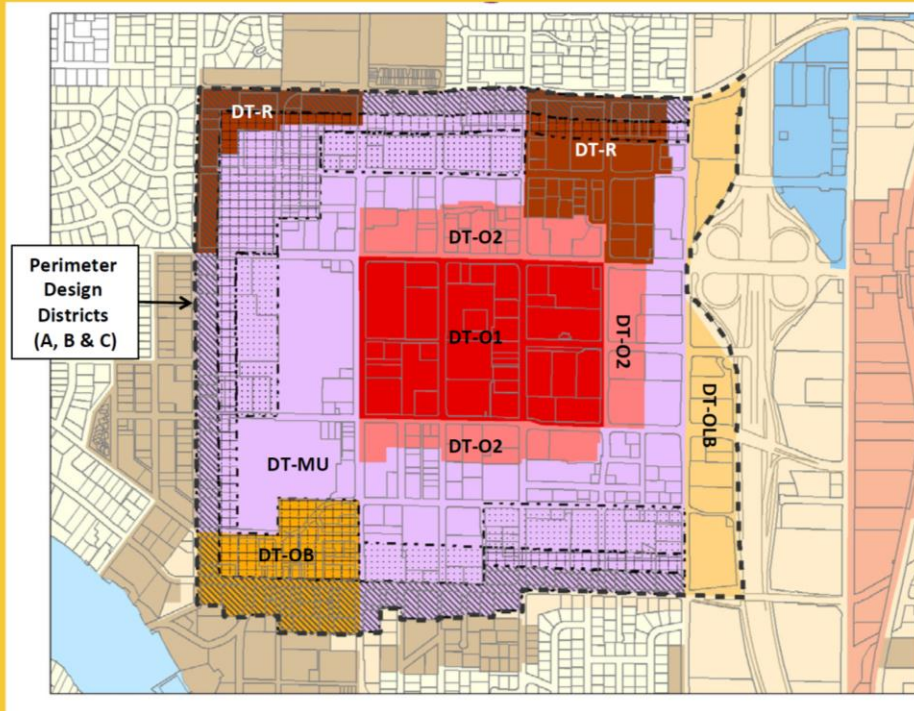 DT-R
DT-R
DT-O2
Perimeter
Design
Districts
(A, B & C)
DT-O1
DT-O2
DT-OLB
DT-O2
DT-MU
DT-OB